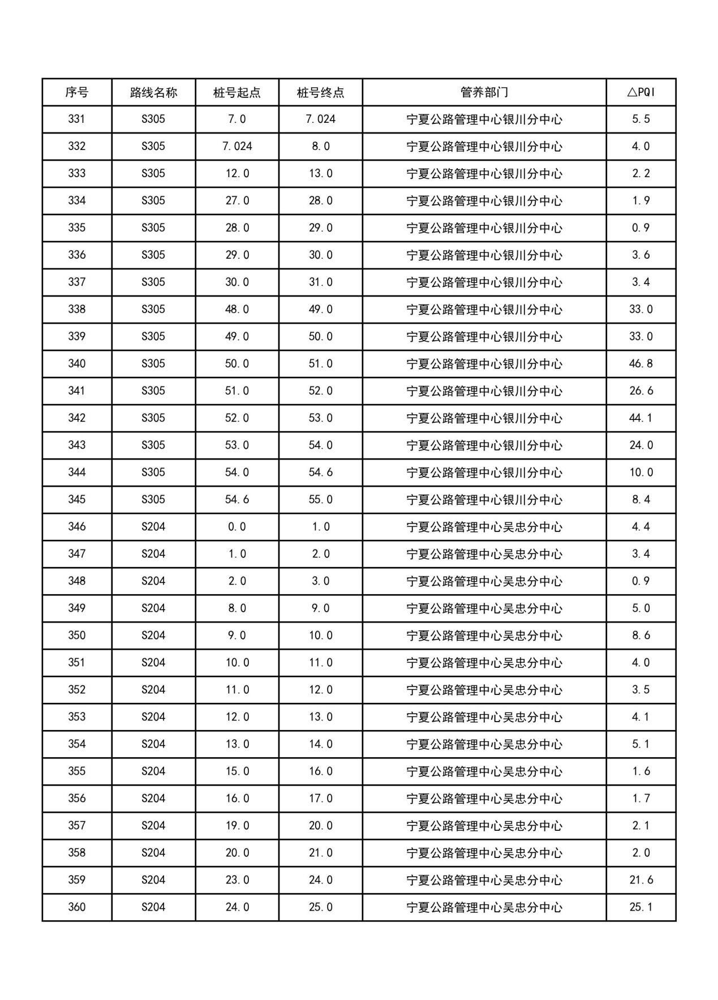 序号 路线名称 桩号起点 桩号终点 管养部门 △PQI
331 S305 7.0 7.024 宁夏公路管理中心银川分中心 5.5
332 S305 7.024 8.0 宁夏公路管理中心银川分中心 4.0
333 S305 12.0 13.0 宁夏公路管理中心银川分中心 2.2
334 S305 27.0 28.0 宁夏公路管理中心银川分中心 1.9
335 S305 28.0 29.0 宁夏公路管理中心银川分中心 0.9
336 S305 29.0 30.0 宁夏公路管理中心银川分中心 3.6
337 S305 30.0 31.0 宁夏公路管理中心银川分中心 3.4
338 S305 48.0 49.0 宁夏公路管理中心银川分中心 33.0
339 S305 49.0 50.0 宁夏公路管理中心银川分中心 33.0
340 S305 50.0 51.0 宁夏公路管理中心银川分中心 46.8
341 S305 51.0 52.0 宁夏公路管理中心银川分中心 26.6
342 S305 52.0 53.0 宁夏公路管理中心银川分中心 44.1
343 S305 53.0 54.0 宁夏公路管理中心银川分中心 24.0
344 S305 54.0 54.6 宁夏公路管理中心银川分中心 10.0
345 S305 54.6 55.0 宁夏公路管理中心银川分中心 8.4
346 S204 0.0 1.0 宁夏公路管理中心吴忠分中心 4.4
347 S204 1.0 2.0 宁夏公路管理中心吴忠分中心 3.4
348 S204 2.0 3.0 宁夏公路管理中心吴忠分中心 0.9
349 S204 8.0 9.0 宁夏公路管理中心吴忠分中心 5.0
350 S204 9.0 10.0 宁夏公路管理中心吴忠分中心 8.6
351 S204 10.0 11.0 宁夏公路管理中心吴忠分中心 4.0
352 S204 11.0 12.0 宁夏公路管理中心吴忠分中心 3.5
353 S204 12.0 13.0 宁夏公路管理中心吴忠分中心 4.1
354 S204 13.0 14.0 宁夏公路管理中心吴忠分中心 5.1
355 S204 15.0 16.0 宁夏公路管理中心吴忠分中心 1.6
356 S204 16.0 17.0 宁夏公路管理中心吴忠分中心 1.7
357 S204 19.0 20.0 宁夏公路管理中心吴忠分中心 2.1
358 S204 20.0 21.0 宁夏公路管理中心吴忠分中心 2.0
359 S204 23.0 24.0 宁夏公路管理中心吴忠分中心 21.6
360 S204 24.0 25.0 宁夏公路管理中心吴忠分中心 25.1